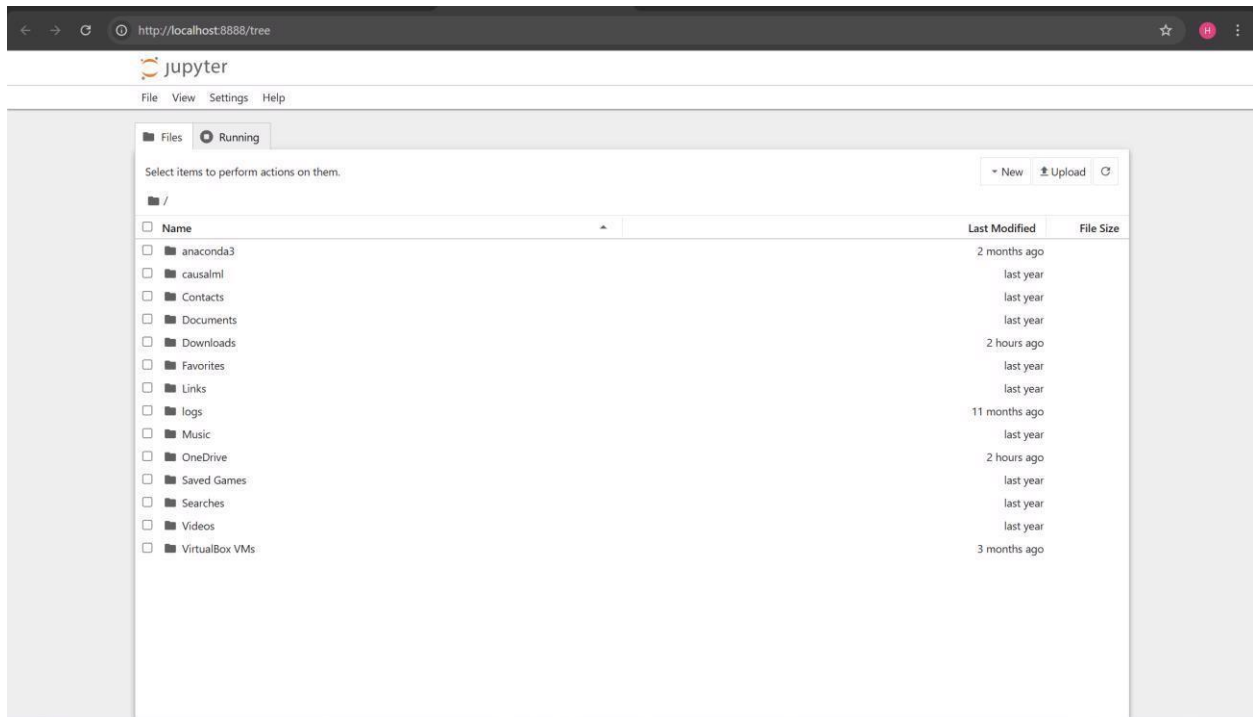 http://localhost:8888/tree
H
jupyter
File View Settings Help
Files Running
Select items to perform actions on them.
New Upload
/
Name Last Modified File Size
anaconda3 2 months ago
causalml last year
Contacts last year
Documents last year
Downloads 2 hours ago
Favorites last year
Links last year
logs 11 months ago
Music last year
OneDrive 2 hours ago
Saved Games last year
Searches last year
Videos last year
VirtualBox VMs 3 months ago